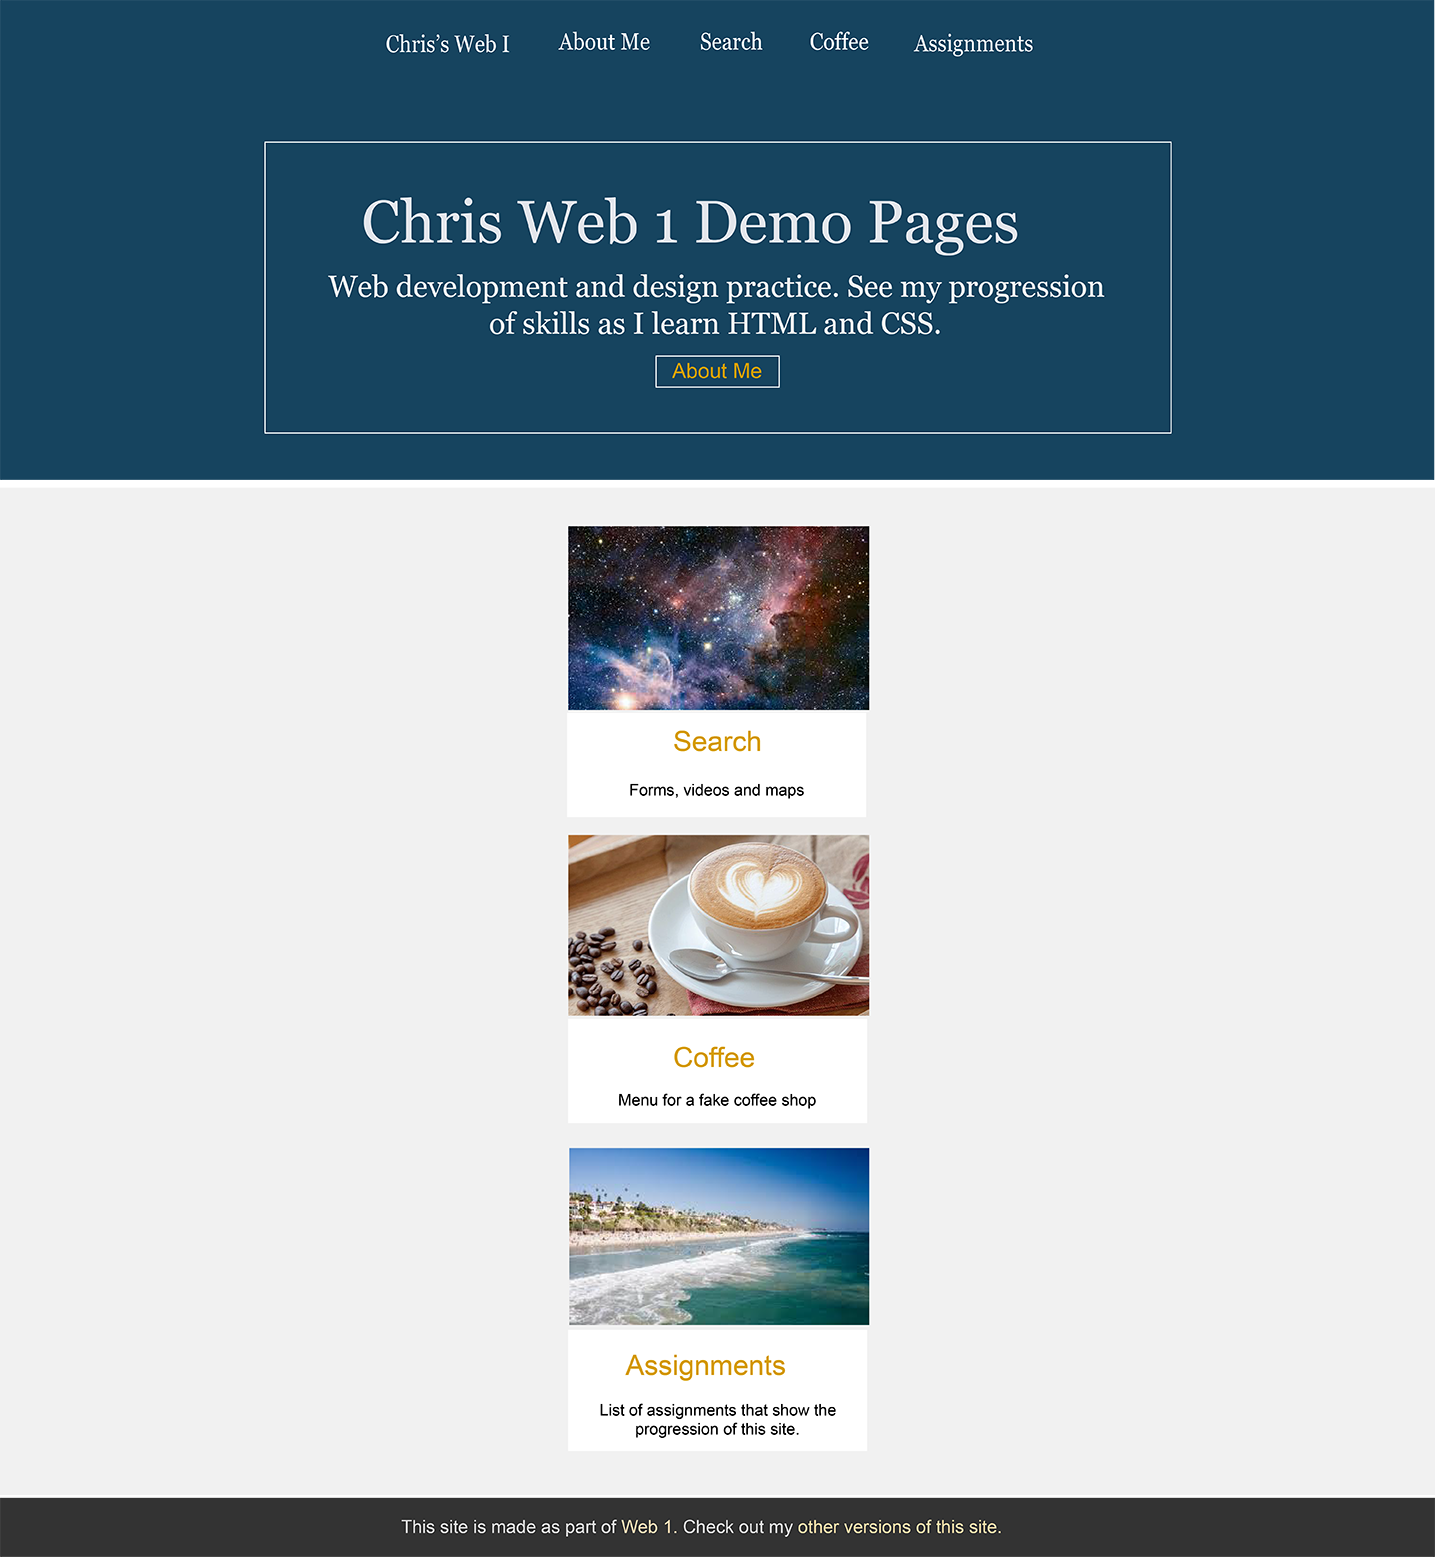 Chris’s Web I About Me Search Coffee Assignments
Chris Web 1 Demo Pages
Web development and design practice. See my progression
of skills as I learn HTML and CSS.
About Me
Search
Forms, videos and maps
Coffee
Menu for a fake coffee shop
Assignments
List of assignments that show the
progression of this site.
This site is made as part of Web 1. Check out my other versions of this site.